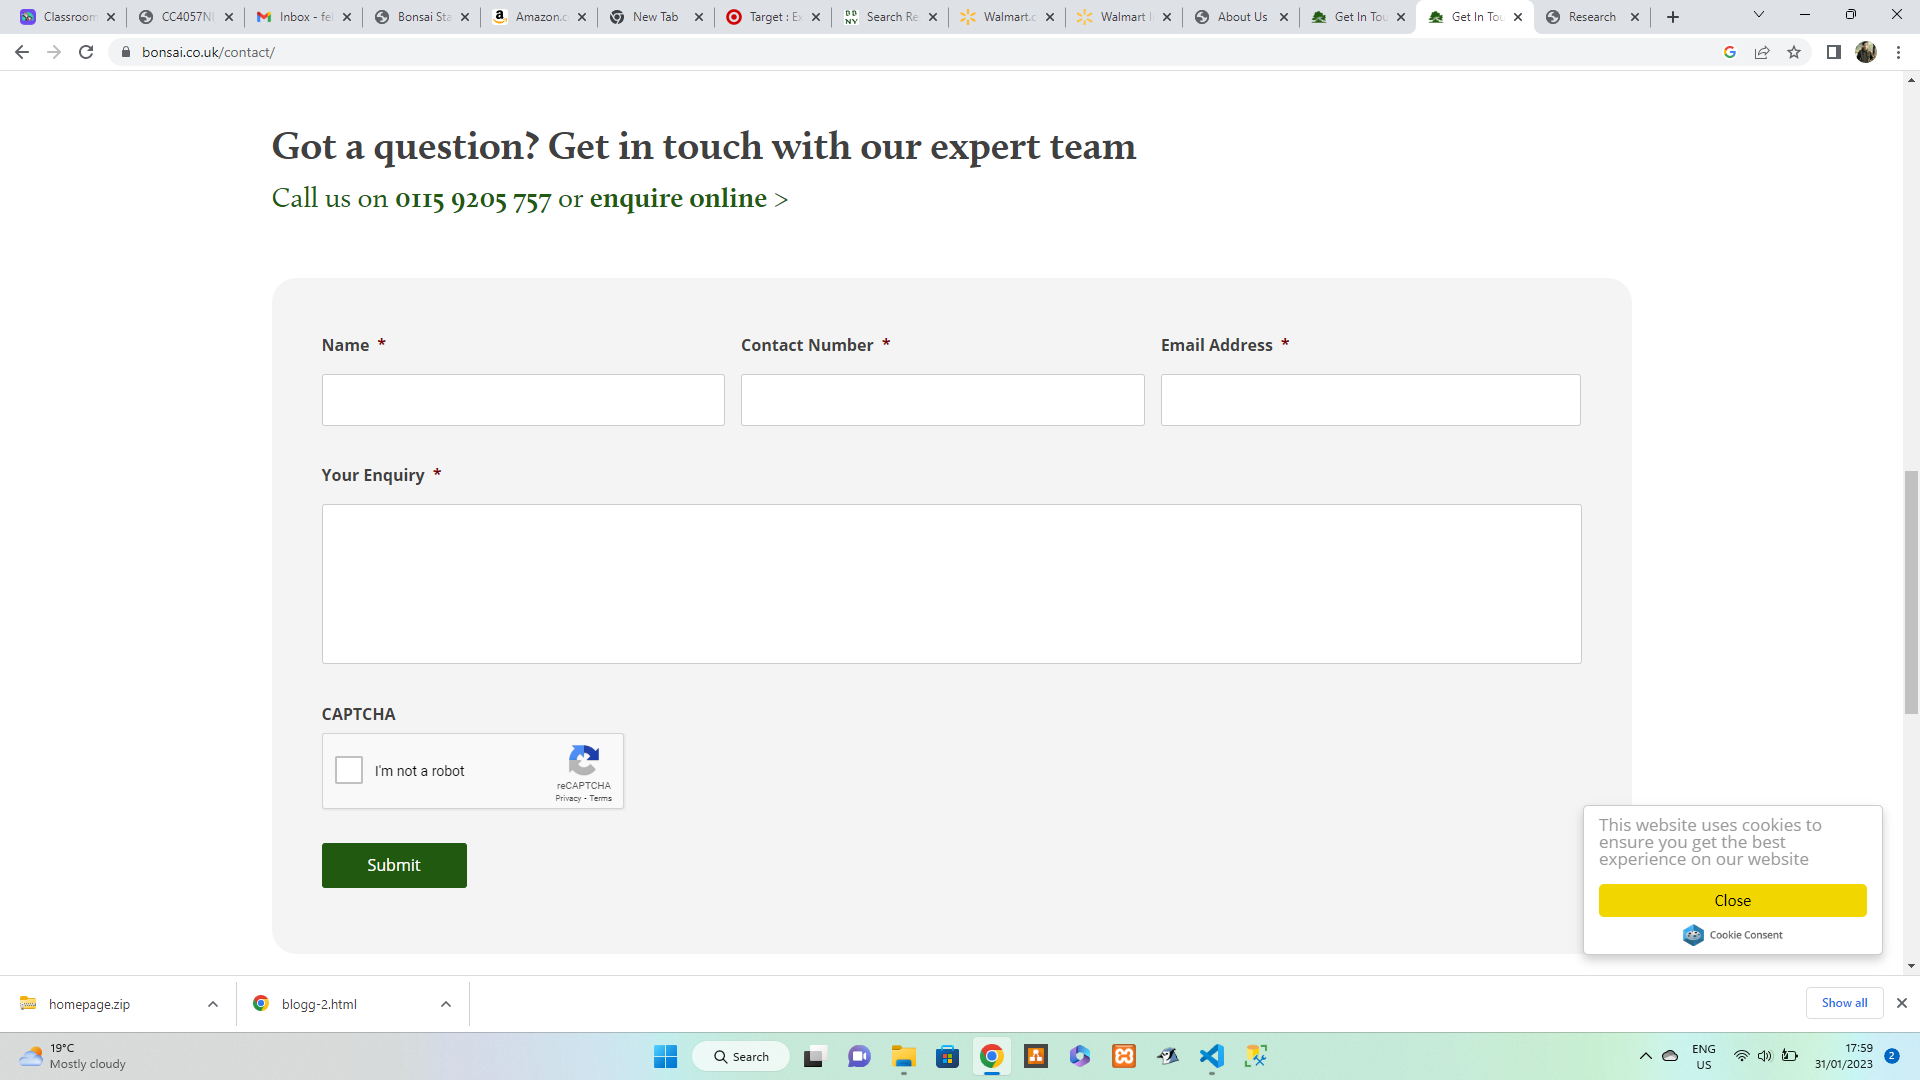 Classroom
CC4057NI
Inbox - fel
Bonsai Sta
Amazon.c
New Tab
Target : Ex
Search Re
Walmart.c
Walmart I
About Us
Get In Tou
Get In Tou
Research
bonsai.co.uk/contact/
Got a question? Get in touch with our expert team
Call us on 0115 9205 757 or enquire online >
Name *
Contact Number *
Email Address *
Your Enquiry *
CAPTCHA
I'm not a robot
reCAPTCHA
Privacy - Terms
Submit
This website uses cookies to
ensure you get the best
experience on our website
Close
Cookie Consent
homepage.zip
blogg-2.html
Show all
19°C
Mostly cloudy
Search
ENG
US
17:59
31/01/2023
2